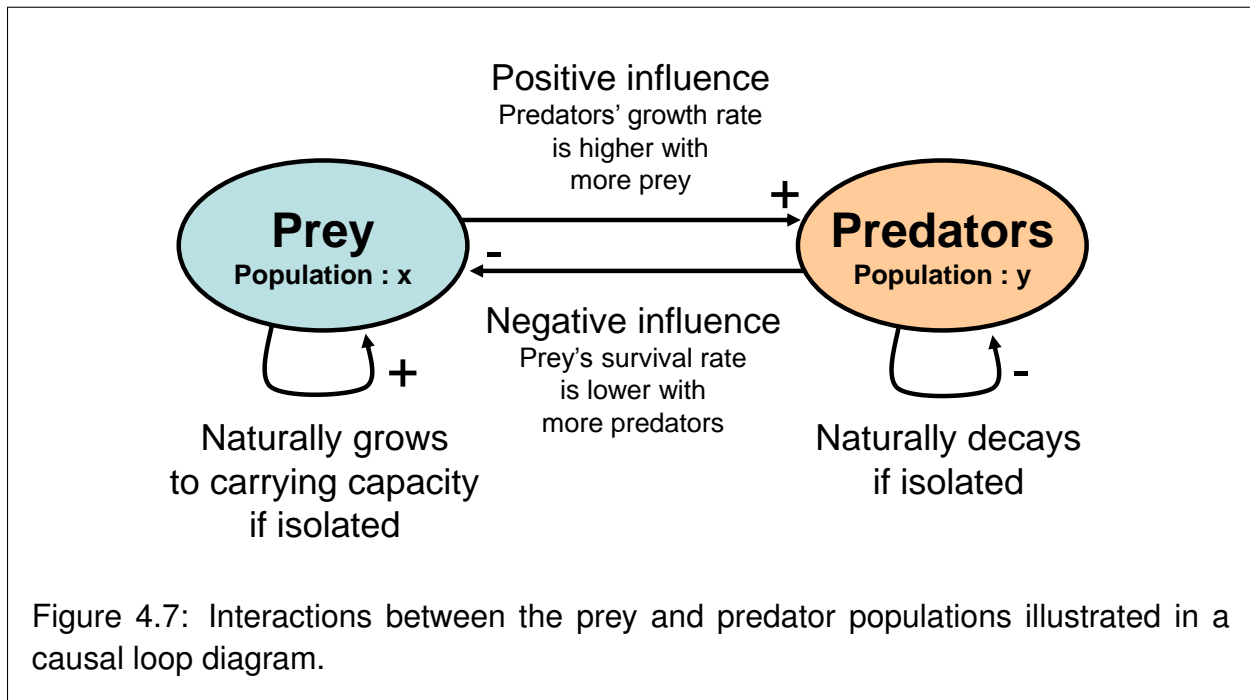 Positive influence
Predators' growth rate
is higher with
more prey
+
Prey
Population : x
Predators
Population : y
-
Negative influence
Prey's survival rate
is lower with
more predators
+
-
Naturally grows
to carrying capacity
if isolated
Naturally decays
if isolated
Figure 4.7: Interactions between the prey and predator populations illustrated in a
causal loop diagram.